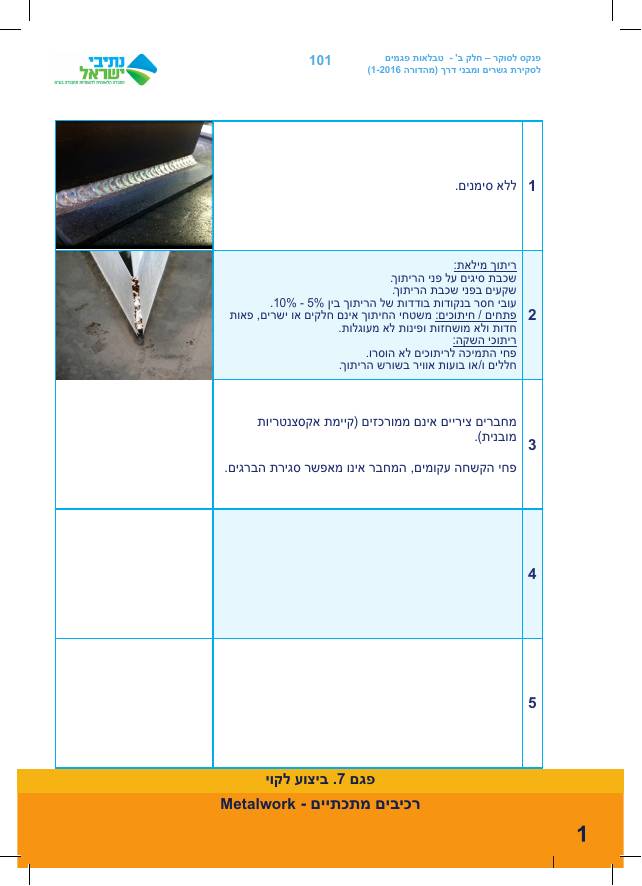 פנקס לסוקר – חלק ב' - טבלאות פגמים
לסקירת גשרים ומבני דרך (מהדורה 1-2016)
101
נתיבי
ישראל
1
ללא סימנים.
2
ריתוך מילאת:
שכבת סיגים על פני הריתוך.
שקעים בפני שכבת הריתוך.
עובי חסר בנקודות בודדות של הריתוך בין 5% - 10%.
פתחים / חיתוכים: משטחי החיתוך אינם חלקים או ישרים, פאות
חדות ולא מושחזות ופינות לא מעוגלות.
ריתוכי השקה:
פחי התמיכה לריתוכים לא הוסרו.
חללים ו/או בועות אוויר בשורש הריתוך.
3
מחברים ציריים אינם ממורכזים (קיימת אקסצנטריות
מובנית).
פחי הקשחה עקומים, המחבר אינו מאפשר סגירת הברגים.
4
5
פגם 7. ביצוע לקוי
רכיבים מתכתיים - Metalwork
1